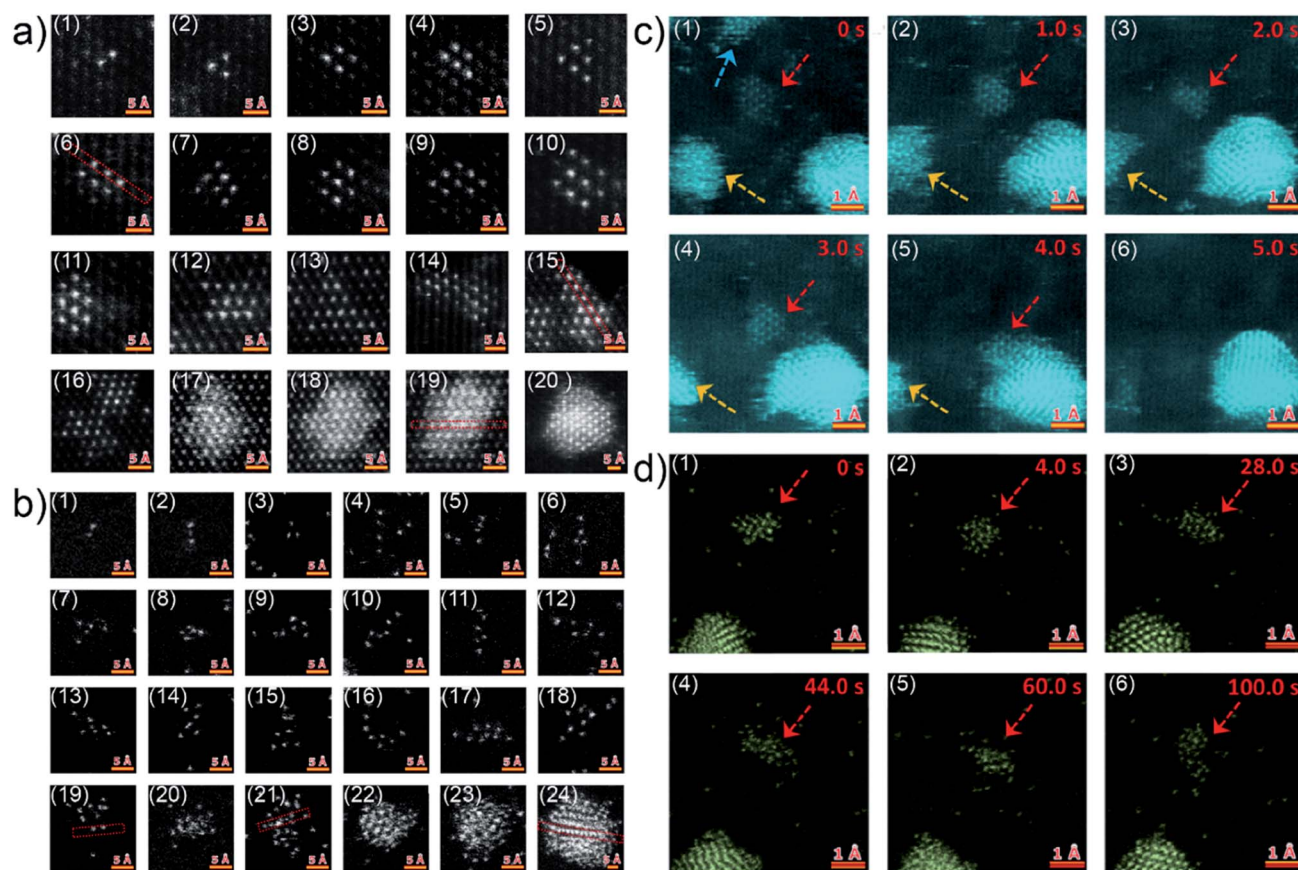 a)
(1) (2) (3) (4) (5)
5 Å 5 Å 5 Å 5 Å 5 Å
(6) (7) (8) (9) (10)
5 Å 5 Å 5 Å 5 Å 5 Å
(11) (12) (13) (14) (15)
5 Å 5 Å 5 Å 5 Å 5 Å
(16) (17) (18) (19) (20)
5 Å 5 Å 5 Å 5 Å 5 Å
b)
(1) (2) (3) (4) (5) (6)
5 Å 5 Å 5 Å 5 Å 5 Å 5 Å
(7) (8) (9) (10) (11) (12)
5 Å 5 Å 5 Å 5 Å 5 Å 5 Å
(13) (14) (15) (16) (17) (18)
5 Å 5 Å 5 Å 5 Å 5 Å 5 Å
(19) (20) (21) (22) (23) (24)
5 Å 5 Å 5 Å 5 Å 5 Å 5 Å
c)
(1) 0 s (2) 1.0 s (3) 2.0 s
1 Å 1 Å 1 Å
(4) 3.0 s (5) 4.0 s (6) 5.0 s
1 Å 1 Å 1 Å
d)
(1) 0 s (2) 4.0 s (3) 28.0 s
1 Å 1 Å 1 Å
(4) 44.0 s (5) 60.0 s (6) 100.0 s
1 Å 1 Å 1 Å